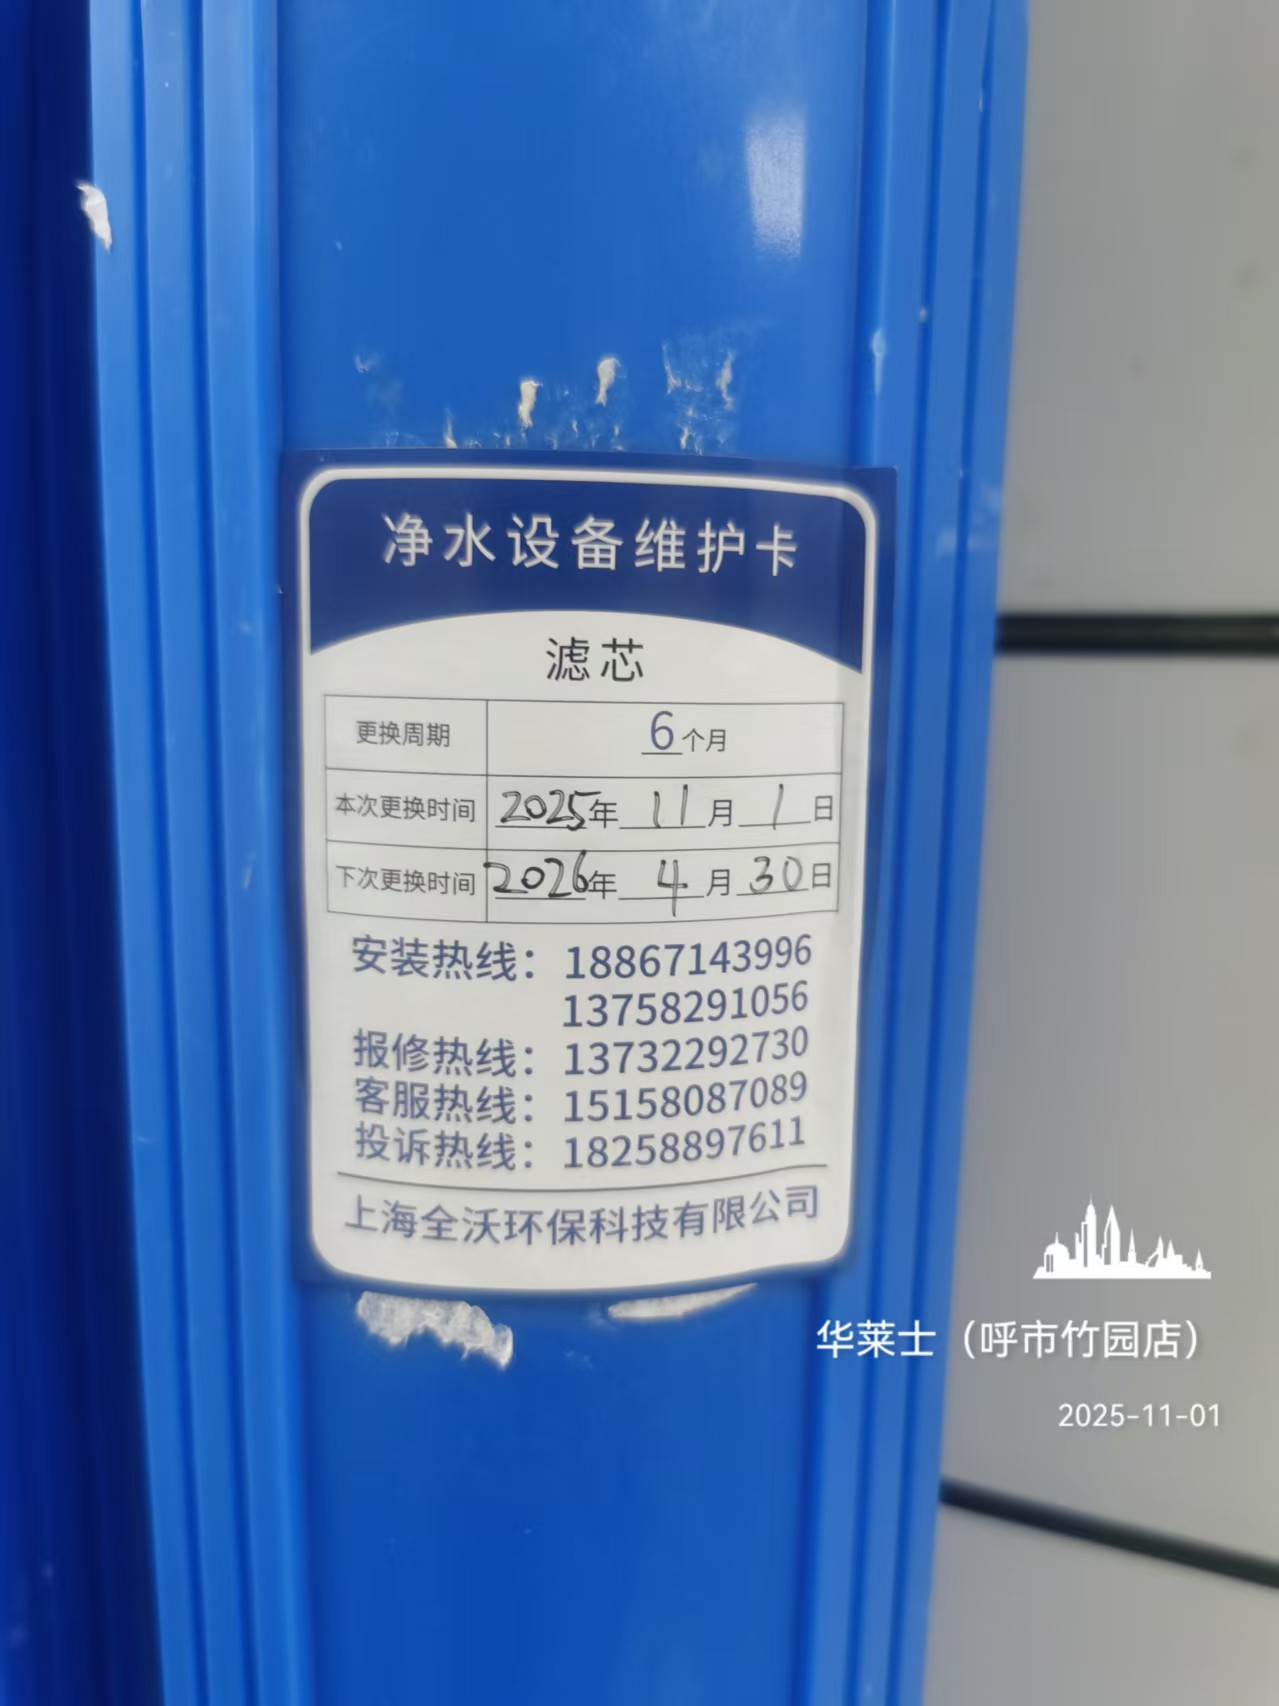 净水设备维护卡
滤芯
更换周期 6个月
本次更换时间 2025年11月1日
下次更换时间 2026年4月30日
安装热线：18867143996
13758291056
报修热线：13732292730
客服热线：15158087089
投诉热线：18258897611
上海全沃环保科技有限公司
华莱士（呼市竹园店）
2025-11-01